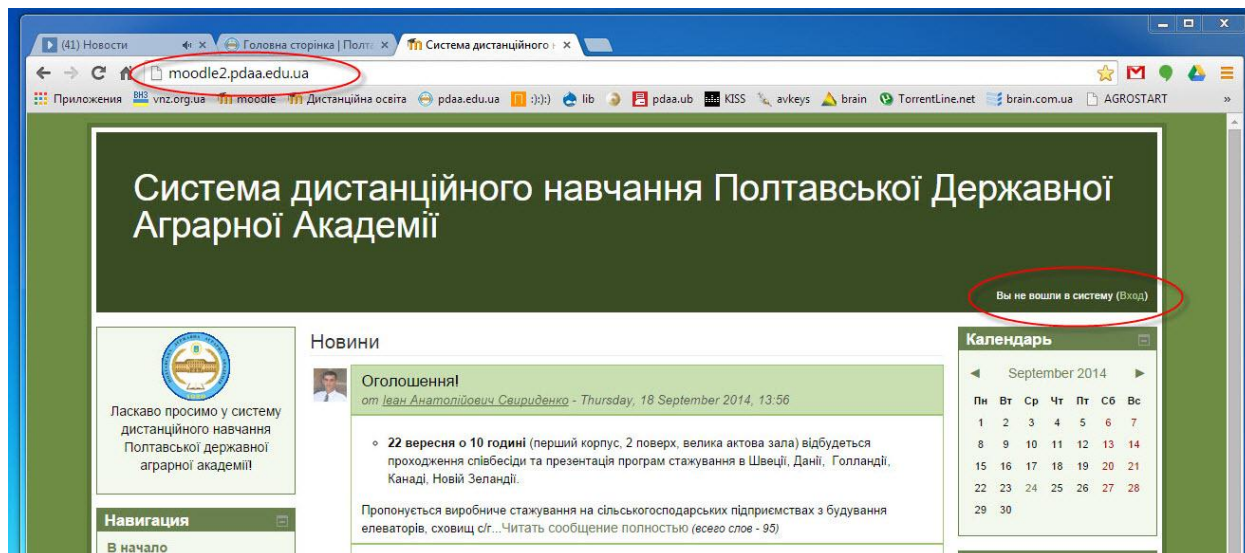 (41) Новости
Головна сторінка | Полта
Система дистанційного н
moodle2.pdaa.edu.ua
Приложения ВНЗ vnz.org.ua moodle Дистанційна освіта pdaa.edu.ua :):):) lib pdaa.ub KISS avkeys brain TorrentLine.net brain.com.ua AGROSTART »
Система дистанційного навчання Полтавської Державної
Аграрної Академії
Вы не вошли в систему (Вход)
Ласкаво просимо у систему
дистанційного навчання
Полтавської державної
аграрної академії!
Навигация
В начало
Новини
Оголошення!
от Іван Анатолійович Свириденко - Thursday, 18 September 2014, 13:56
22 вересня о 10 годині (перший корпус, 2 поверх, велика актова зала) відбудеться
проходження співбесіди та презентація програм стажування в Швеції, Данії, Голландії,
Канаді, Новій Зеландії.
Пропонується виробниче стажування на сільськогосподарських підприємствах з будування
елеваторів, сховищ с/г...Читать сообщение полностью (всего слов - 95)
Календарь
◄ September 2014 ►
Пн Вт Ср Чт Пт Сб Вс
1 2 3 4 5 6 7
8 9 10 11 12 13 14
15 16 17 18 19 20 21
22 23 24 25 26 27 28
29 30